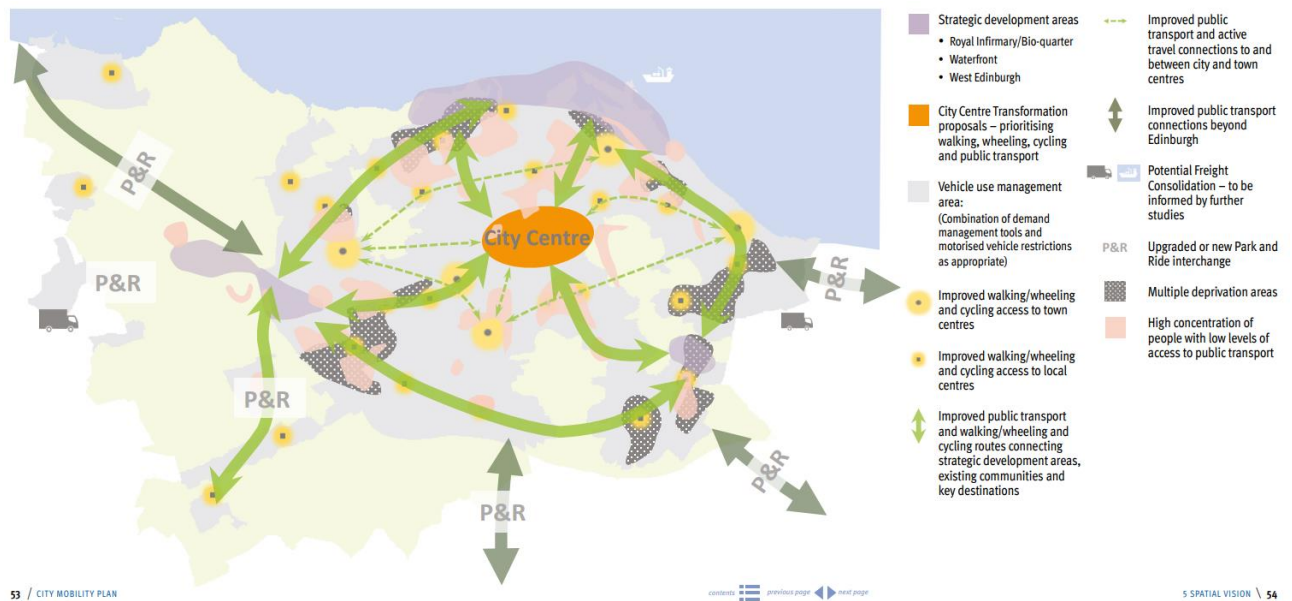 P&R
P&R
P&R
P&R
P&R
P&R
City Centre
Strategic development areas
• Royal Infirmary/Bio-quarter
• Waterfront
• West Edinburgh
City Centre Transformation
proposals – prioritising
walking, wheeling, cycling
and public transport
Vehicle use management
area:
(Combination of demand
management tools and
motorised vehicle restrictions
as appropriate)
Improved walking/wheeling
and cycling access to town
centres
Improved walking/wheeling
and cycling access to local
centres
Improved public transport
and walking/wheeling and
cycling routes connecting
strategic development areas,
existing communities and
key destinations
Improved public
transport and active
travel connections to and
between city and town
centres
Improved public transport
connections beyond
Edinburgh
Potential Freight
Consolidation – to be
informed by further
studies
P&R
Upgraded or new Park and
Ride interchange
Multiple deprivation areas
High concentration of
people with low levels of
access to public transport
53 / CITY MOBILITY PLAN
contents
previous page
next page
5 SPATIAL VISION \ 54